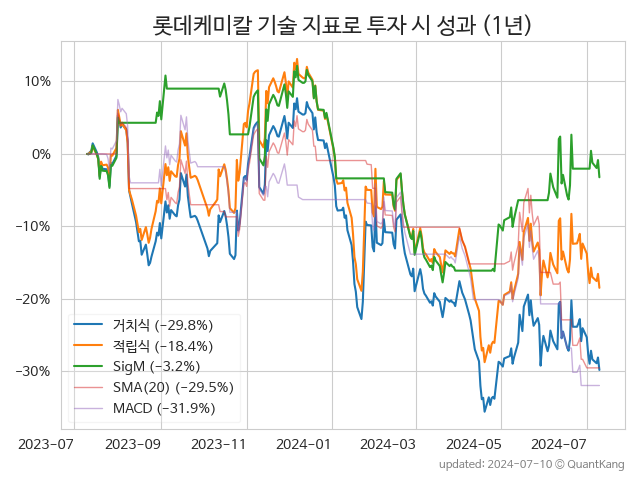 롯데케미칼 기술 지표로 투자 시 성과 (1년)
10%
0%
−10%
−20%
−30%
거치식 (−29.8%)
적립식 (−18.4%)
SigM (−3.2%)
SMA(20) (−29.5%)
MACD (−31.9%)
2023-07 2023-09 2023-11 2024-01 2024-03 2024-05 2024-07
updated: 2024-07-10 © QuantKang